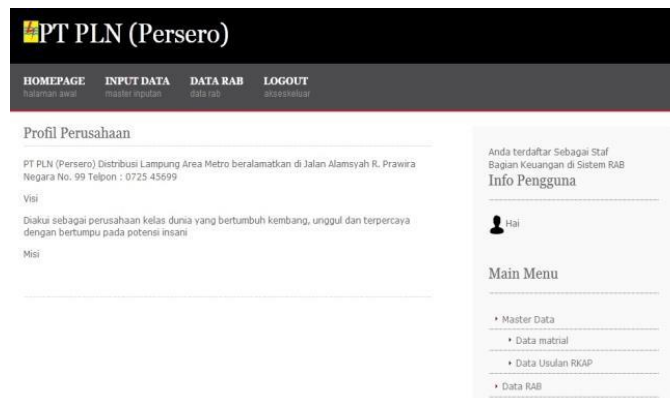 PT PLN (Persero)
HOMEPAGE
halaman awal
INPUT DATA
master inputan
DATA RAB
data rab
LOGOUT
akseskeluar
Profil Perusahaan
PT PLN (Persero) Distribusi Lampung Area Metro beralamatkan di Jalan Alamsyah R. Prawira
Negara No. 99 Telpon : 0725 45699
Visi
Diakui sebagai perusahaan kelas dunia yang bertumbuh kembang, unggul dan terpercaya
dengan bertumpu pada potensi insani
Misi
Anda terdaftar Sebagai Staf
Bagian Keuangan di Sistem RAB
Info Pengguna
Hai
Main Menu
Master Data
Data matrial
Data Usulan RKAP
Data RAB